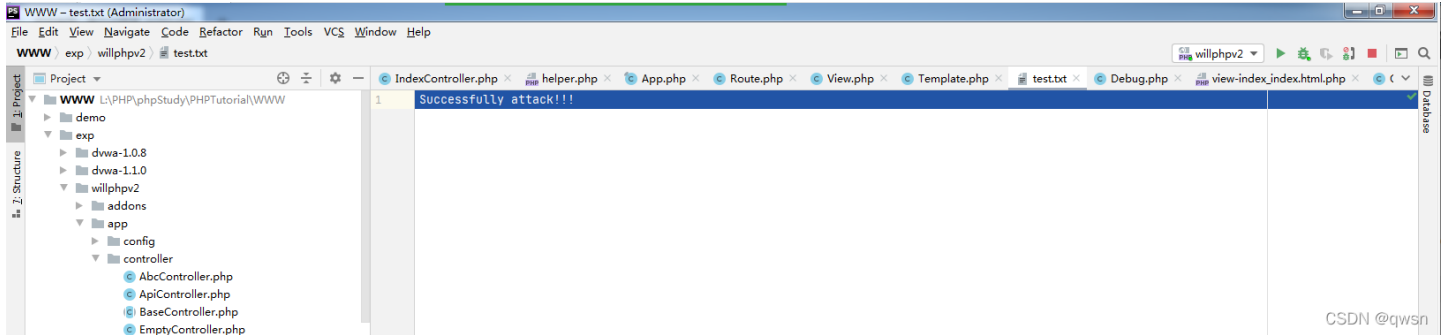 WWW – test.txt (Administrator)
File Edit View Navigate Code Refactor Run Tools VCS Window Help
WWW exp willphpv2 test.txt willphpv2
Project IndexController.php helper.php App.php Route.php View.php Template.php test.txt Debug.php view-index_index.html.php
1: Project
7: Structure
WWW L:\PHP\phpStudy\PHPTutorial\WWW
demo
exp
dvwa-1.0.8
dvwa-1.1.0
willphpv2
addons
app
config
controller
AbcController.php
ApiController.php
BaseController.php
EmptyController.php
1 Successfully attack!!!
Database
CSDN @qwsn